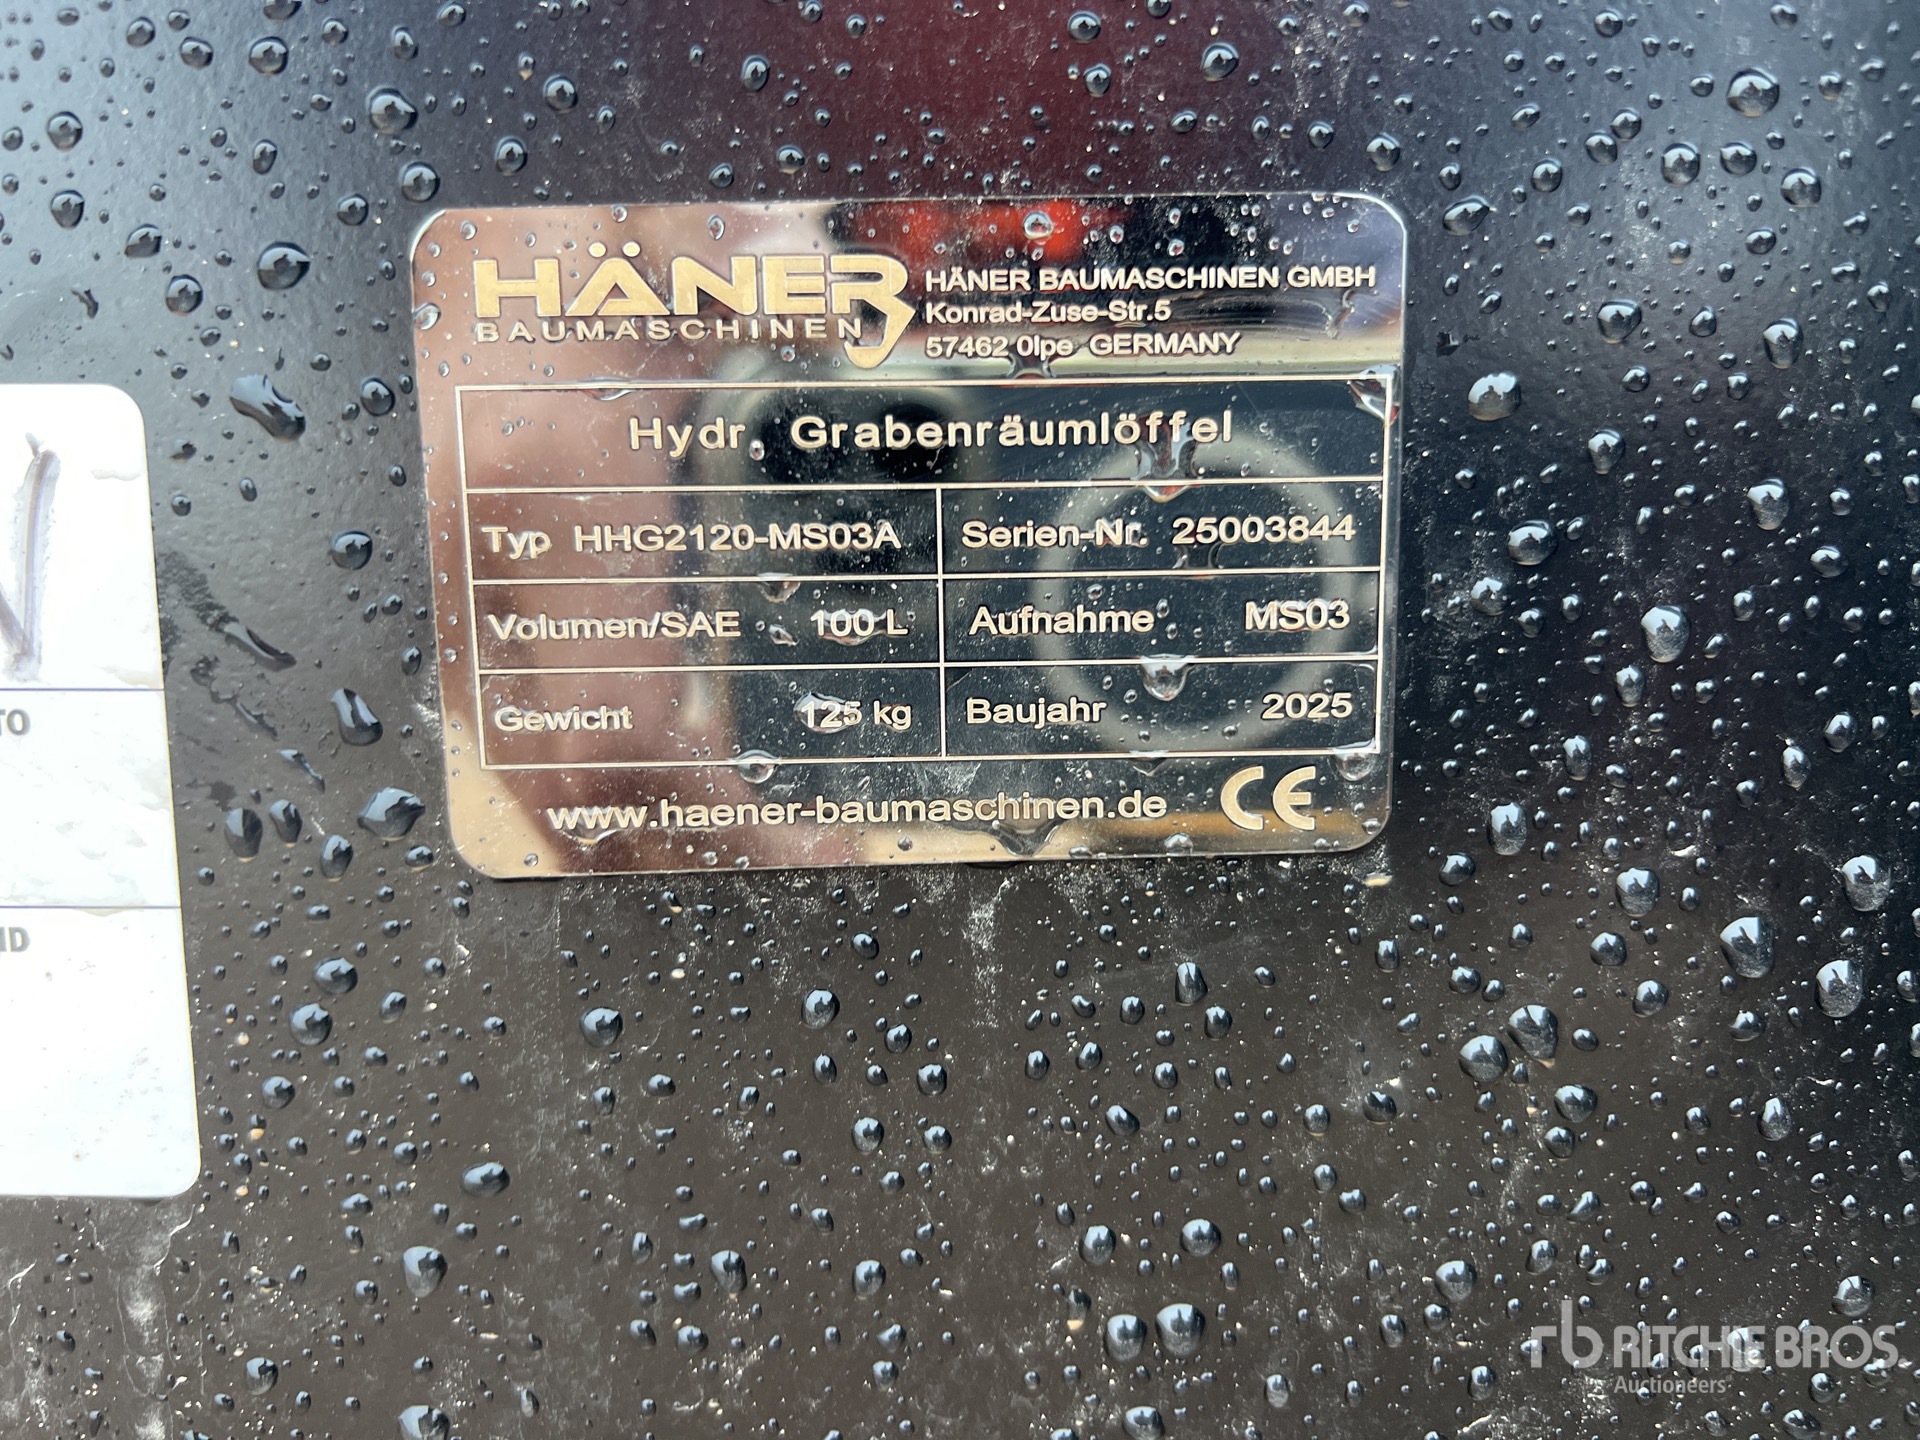 HÄNER
BAUMASCHINEN
HÄNER BAUMASCHINEN GMBH
Konrad-Zuse-Str.5
57462 Olpe GERMANY
Hydr. Grabenräumlöffel
Typ HHG2120-MS03A
Serien-Nr. 25003844
Volumen/SAE 100 L
Aufnahme MS03
Gewicht 125 kg
Baujahr 2025
www.haener-baumaschinen.de CE
TO
ND
rb RITCHIE BROS.
Auctioneers